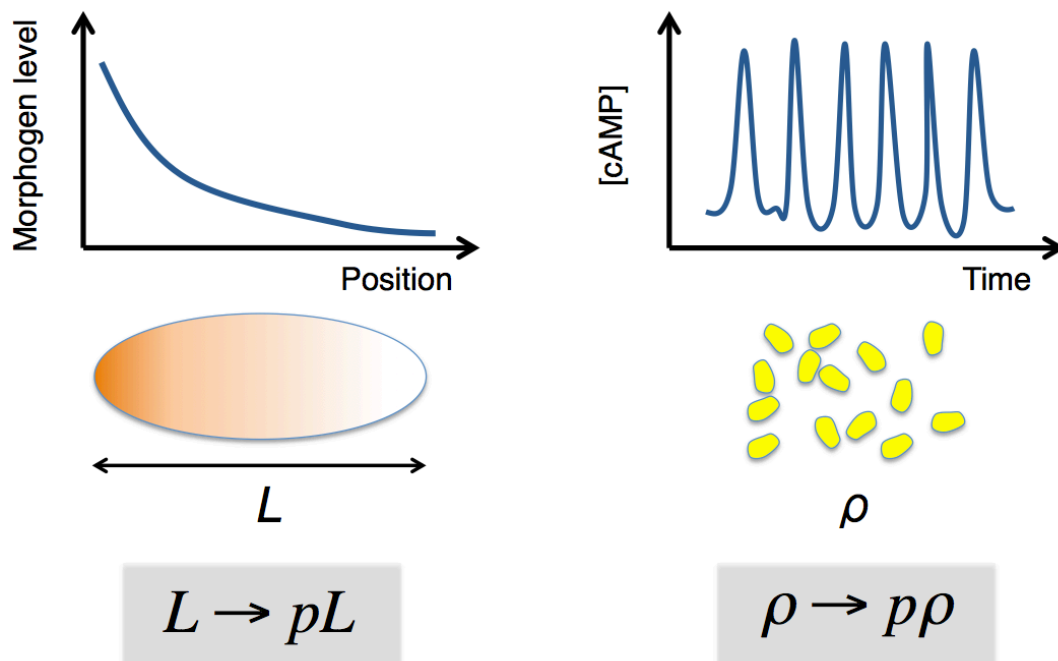 Morphogen level
Position
L
L → pL
[cAMP]
Time
ρ
ρ → pρ